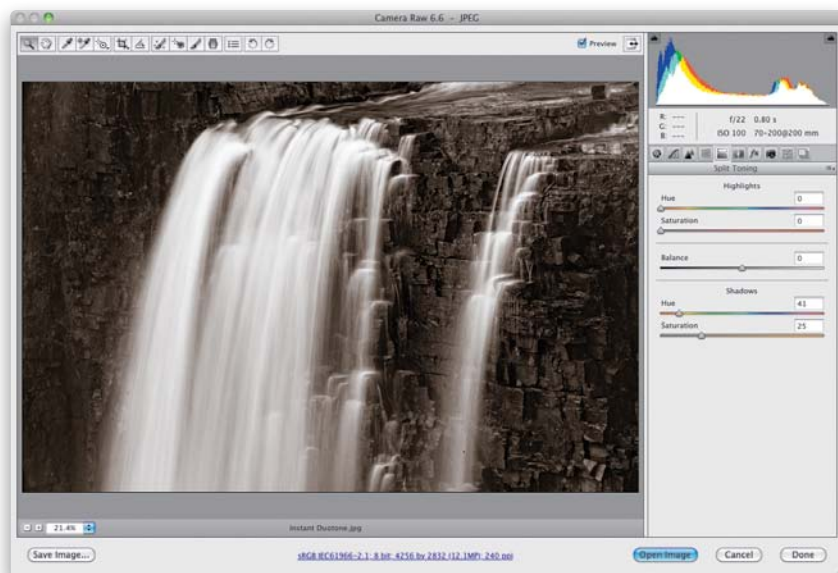 Camera Raw 6.6 - JPEG
Preview
R: ---
G: ---
B: ---
f/22 0.80 s
ISO 100 70-200@200 mm
Split Toning
Highlights
Hue 0
Saturation 0
Balance 0
Shadows
Hue 41
Saturation 25
21.4%
Instant Duotone.jpg
Save Image...
sRGB IEC61966-2.1; 8 bit; 4256 by 2832 (12.1MP); 240 ppi
Open Image
Cancel
Done